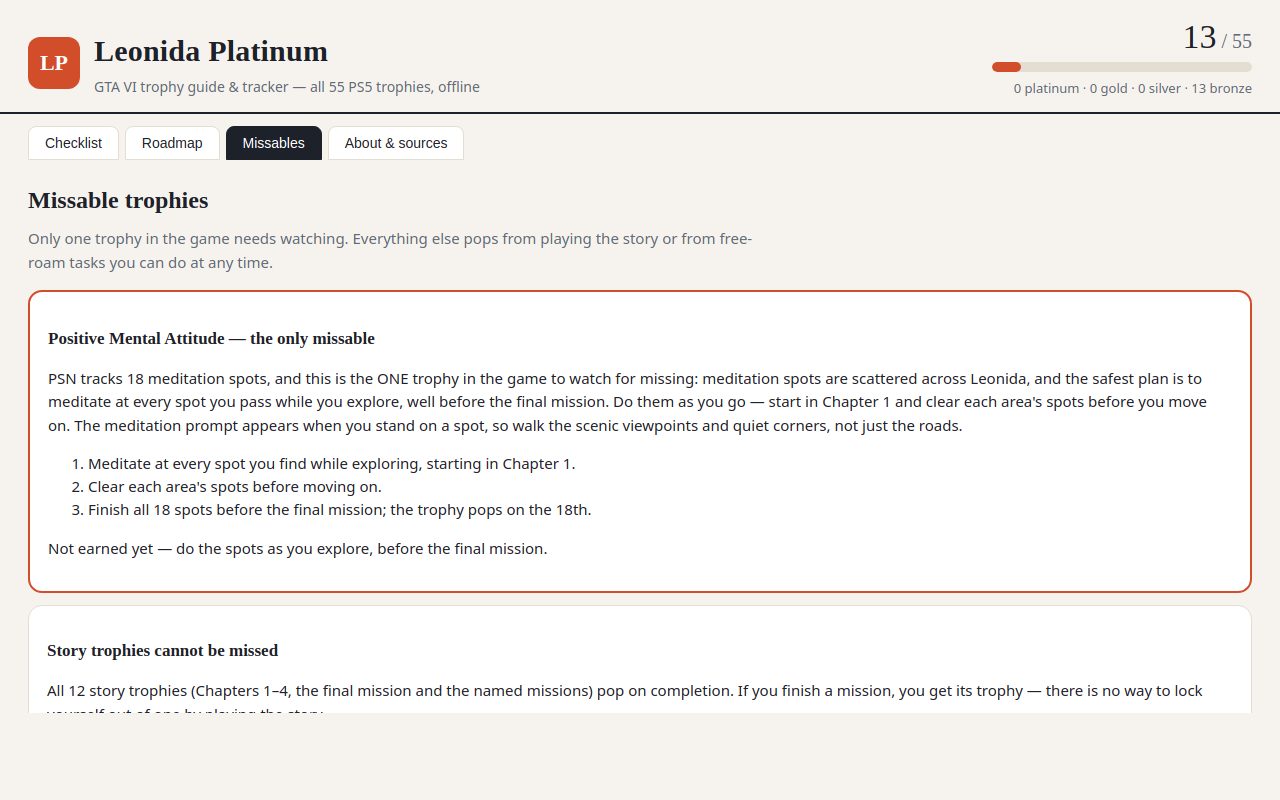 LP
Leonida Platinum
GTA VI trophy guide & tracker — all 55 PS5 trophies, offline
13 / 55
0 platinum · 0 gold · 0 silver · 13 bronze
Checklist
Roadmap
Missables
About & sources
Missable trophies
Only one trophy in the game needs watching. Everything else pops from playing the story or from free-
roam tasks you can do at any time.
Positive Mental Attitude — the only missable
PSN tracks 18 meditation spots, and this is the ONE trophy in the game to watch for missing: meditation spots are scattered across Leonida, and the safest plan is to
meditate at every spot you pass while you explore, well before the final mission. Do them as you go — start in Chapter 1 and clear each area's spots before you move
on. The meditation prompt appears when you stand on a spot, so walk the scenic viewpoints and quiet corners, not just the roads.
1. Meditate at every spot you find while exploring, starting in Chapter 1.
2. Clear each area's spots before moving on.
3. Finish all 18 spots before the final mission; the trophy pops on the 18th.
Not earned yet — do the spots as you explore, before the final mission.
Story trophies cannot be missed
All 12 story trophies (Chapters 1–4, the final mission and the named missions) pop on completion. If you finish a mission, you get its trophy — there is no way to lock
yourself out of one by playing the story.